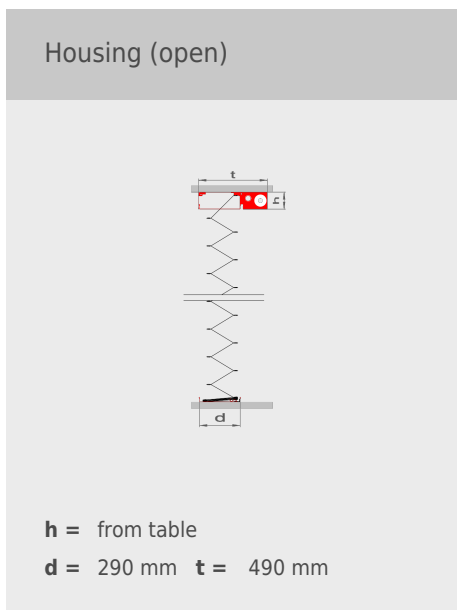 Housing (open)
t
h
d
h = from table
d = 290 mm t = 490 mm